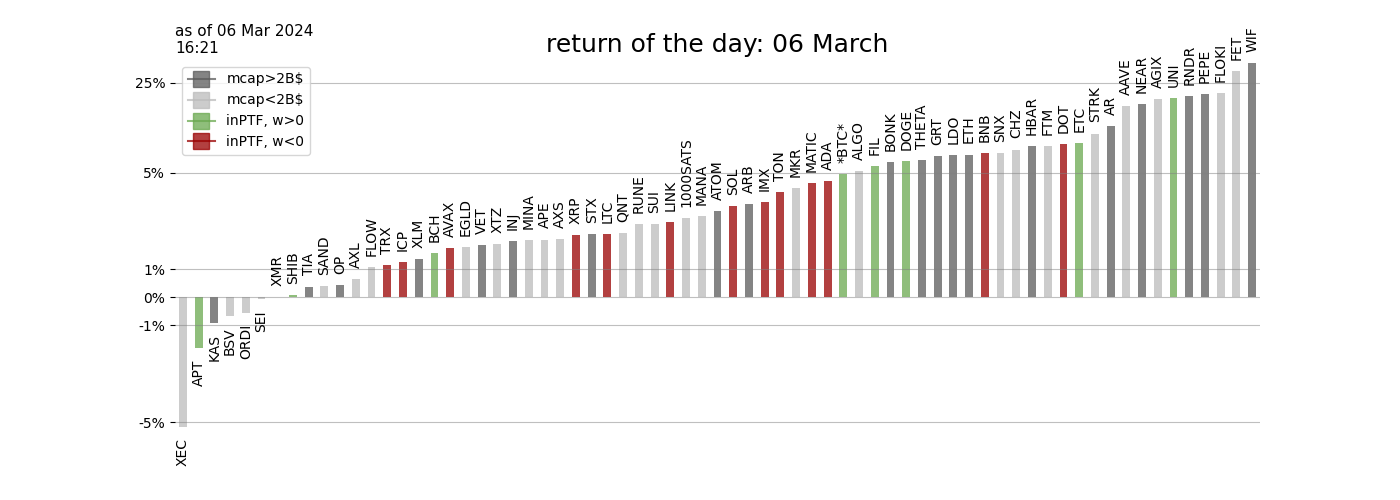 as of 06 Mar 2024
16:21
return of the day: 06 March
mcap>2B$
mcap<2B$
inPTF, w>0
inPTF, w<0
25%
5%
1%
0%
-1%
-5%
XEC
APT
KAS
BSV
ORDI
SEI
XMR
SHIB
TIA
SAND
OP
AXL
FLOW
TRX
ICP
XLM
BCH
AVAX
EGLD
VET
XTZ
INJ
MINA
APE
AXS
XRP
STX
LTC
QNT
RUNE
SUI
LINK
1000SATS
MANA
ATOM
SOL
ARB
IMX
TON
MKR
MATIC
ADA
*BTC*
ALGO
FIL
BONK
DOGE
THETA
GRT
LDO
ETH
BNB
SNX
CHZ
HBAR
FTM
DOT
ETC
STRK
AR
AAVE
NEAR
AGIX
UNI
RNDR
PEPE
FLOKI
FET
WIF